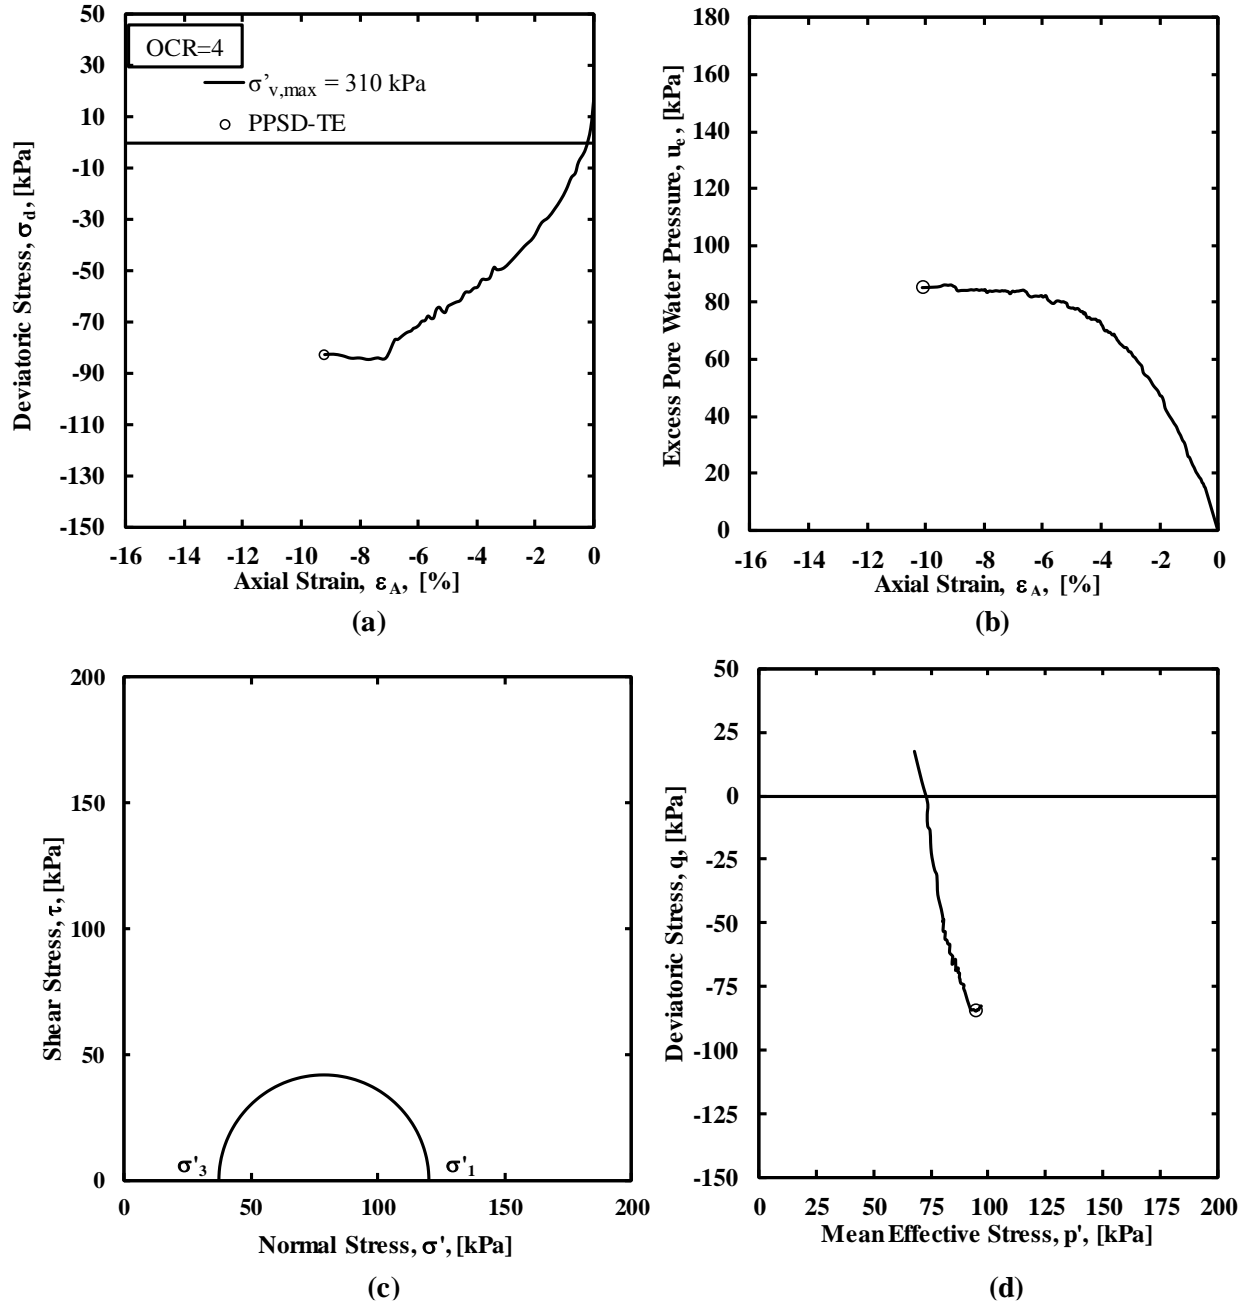 50
30
10
-10
-30
-50
-70
-90
-110
-130
-150
Deviatoric Stress, σd, [kPa]
OCR=4
σ'v,max = 310 kPa
PPSD-TE
-16 -14 -12 -10 -8 -6 -4 -2 0
Axial Strain, εA, [%]
(a)
180
160
140
120
100
80
60
40
20
0
Excess Pore Water Pressure, ue, [kPa]
-16 -14 -12 -10 -8 -6 -4 -2 0
Axial Strain, εA, [%]
(b)
200
150
100
50
0
Shear Stress, τ, [kPa]
σ'3
σ'1
0 50 100 150 200
Normal Stress, σ', [kPa]
(c)
50
25
0
-25
-50
-75
-100
-125
-150
Deviatoric Stress, q, [kPa]
0 25 50 75 100 125 150 175 200
Mean Effective Stress, p', [kPa]
(d)